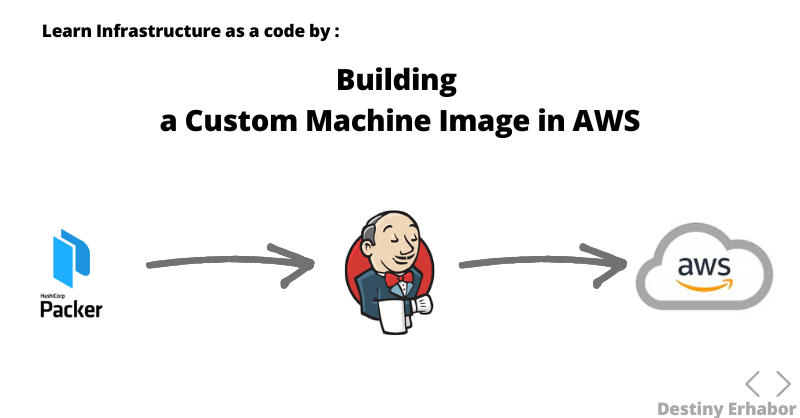 Learn Infrastructure as a code by :
Building
a Custom Machine Image in AWS
HashiCorp
Packer
aws
Destiny Erhabor